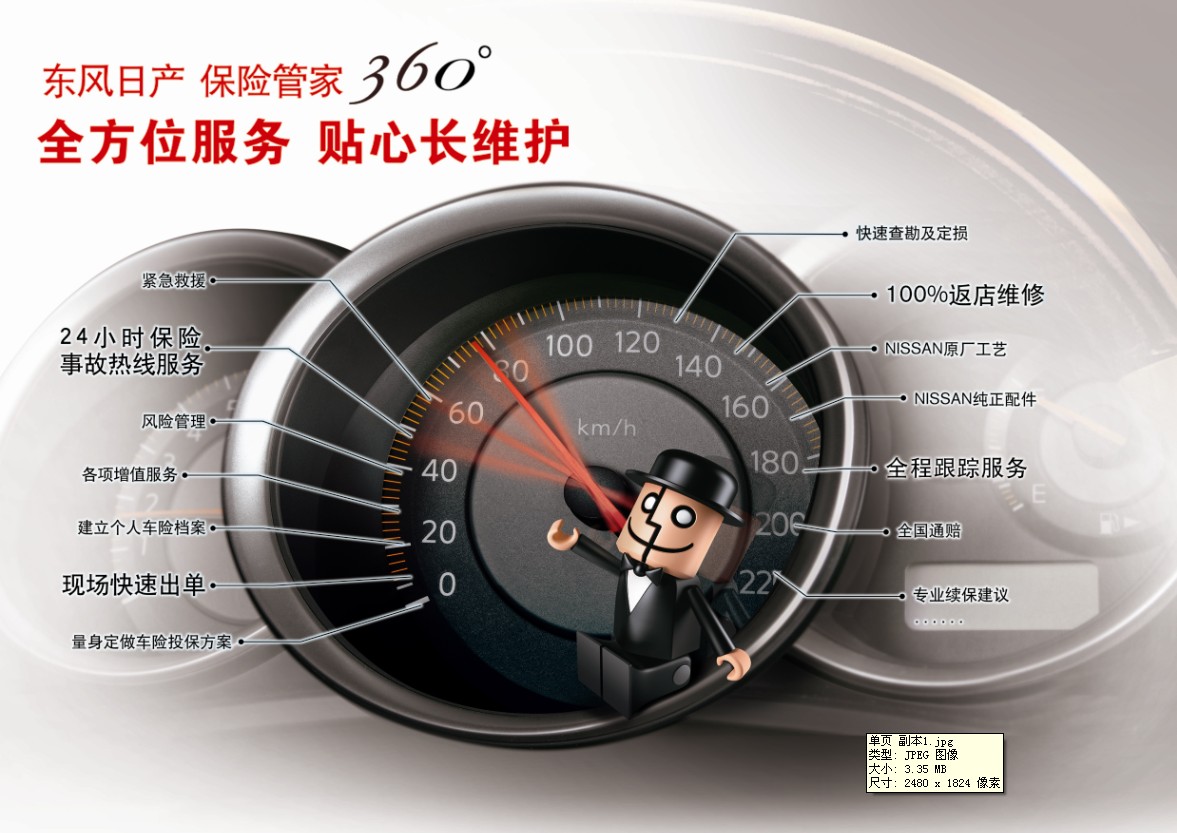 东风日产 保险管家 360°
全方位服务 贴心长维护
紧急救援
24小时保险
事故热线服务
风险管理
各项增值服务
建立个人车险档案
现场快速出单
量身定做车险投保方案
快速查勘及定损
100%返店维修
NISSAN原厂工艺
NISSAN纯正配件
全程跟踪服务
全国通赔
专业续保建议
......
0
20
40
60
80
100
120
140
160
180
200
22
km/h
2
3
E
单页 副本1.jpg
类型: JPEG 图像
大小: 3.35 MB
尺寸: 2480 x 1824 像素